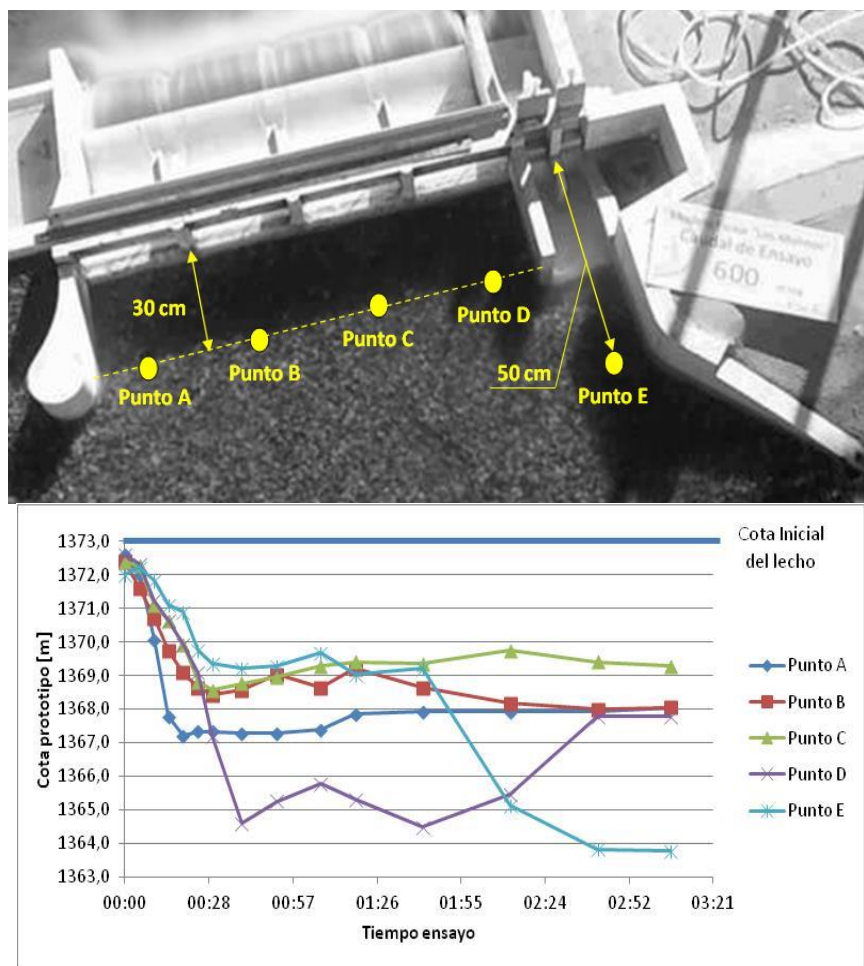 Caudal de Ensayo
600
30 cm
Punto A
Punto B
Punto C
Punto D
50 cm
Punto E
1373,0
1372,0
1371,0
1370,0
1369,0
1368,0
1367,0
1366,0
1365,0
1364,0
1363,0
Cota prototipo [m]
00:00 00:28 00:57 01:26 01:55 02:24 02:52 03:21
Tiempo ensayo
Cota Inicial
del lecho
Punto A
Punto B
Punto C
Punto D
Punto E